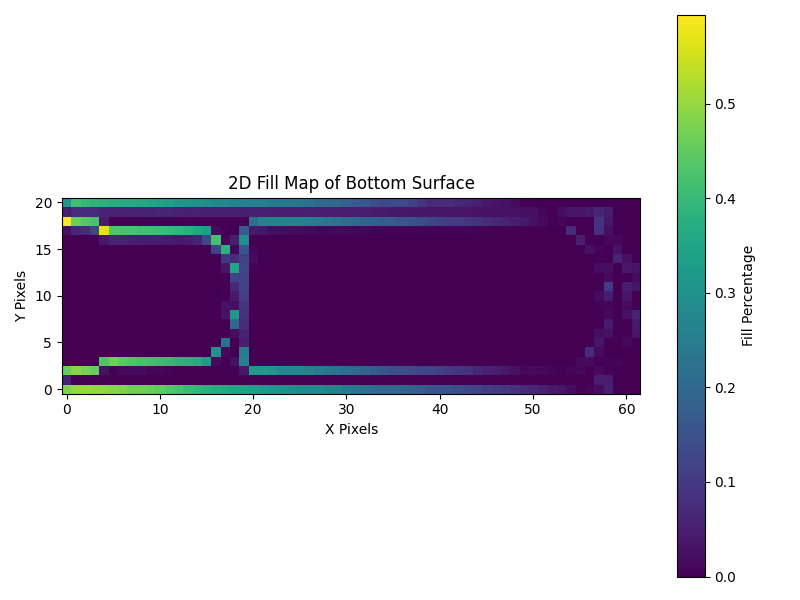 2D Fill Map of Bottom Surface
Y Pixels
20
15
10
5
0
0 10 20 30 40 50 60
X Pixels
0.5
0.4
0.3
0.2
0.1
0.0
Fill Percentage